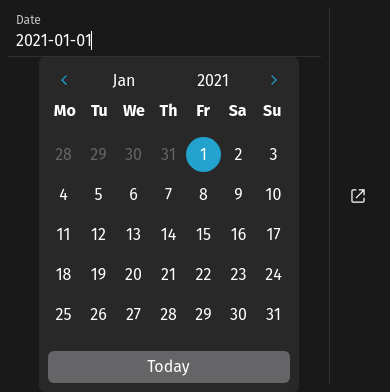 Date
2021-01-01
Jan 2021
Mo Tu We Th Fr Sa Su
28 29 30 31 1 2 3
4 5 6 7 8 9 10
11 12 13 14 15 16 17
18 19 20 21 22 23 24
25 26 27 28 29 30 31
Today